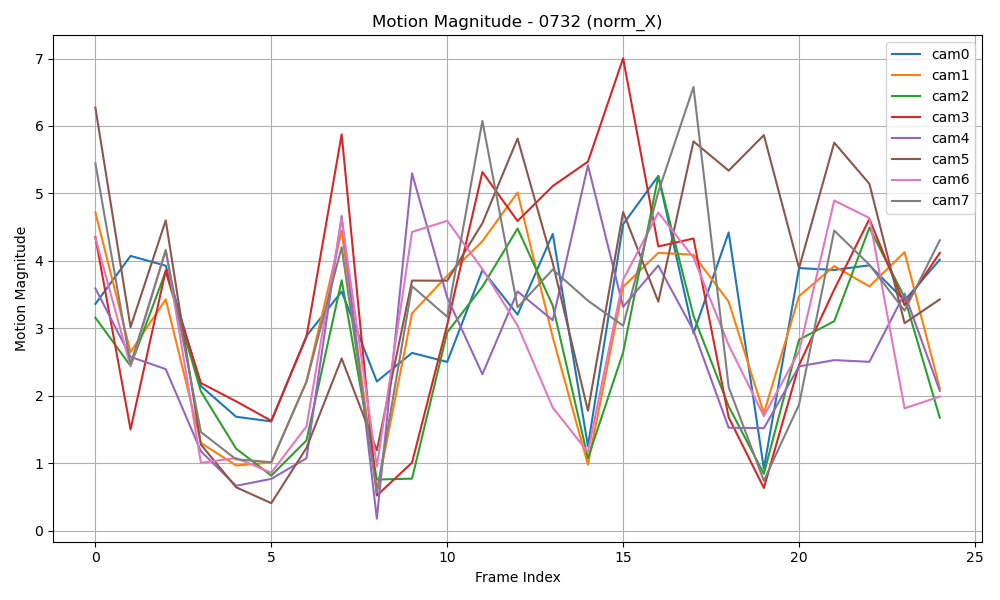 Motion Magnitude - 0732 (norm_X)
cam0
cam1
cam2
cam3
cam4
cam5
cam6
cam7
Motion Magnitude
7
6
5
4
3
2
1
0
0 5 10 15 20 25
Frame Index